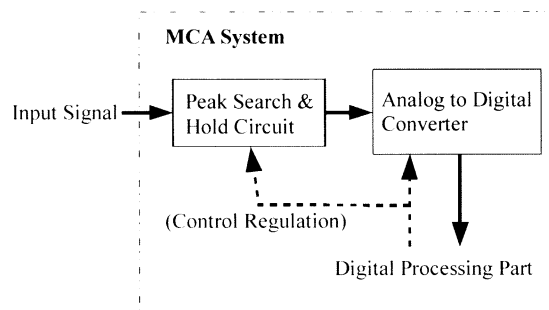 MCA System
Input Signal
Peak Search &
Hold Circuit
Analog to Digital
Converter
(Control Regulation)
Digital Processing Part